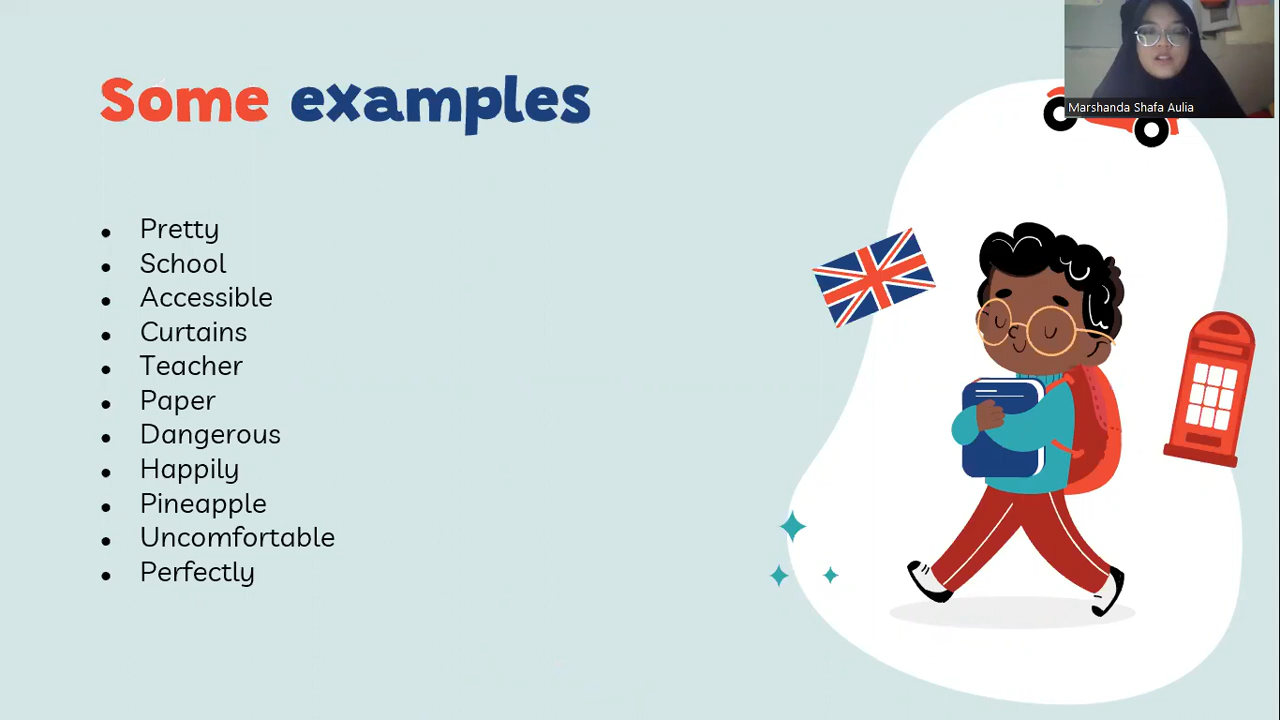 Some examples
Pretty
School
Accessible
Curtains
Teacher
Paper
Dangerous
Happily
Pineapple
Uncomfortable
Perfectly
Marshanda Shafa Aulia